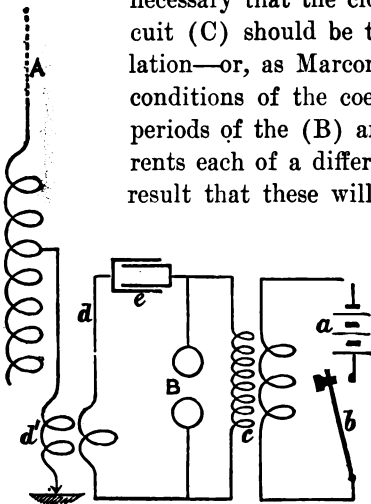 necessary that the clo
cuit (C) should be t
lation—or, as Marcon
conditions of the coe
periods of the (B) an
rents each of a differ
result that these will
A
d
e
B
c
a
b
d'